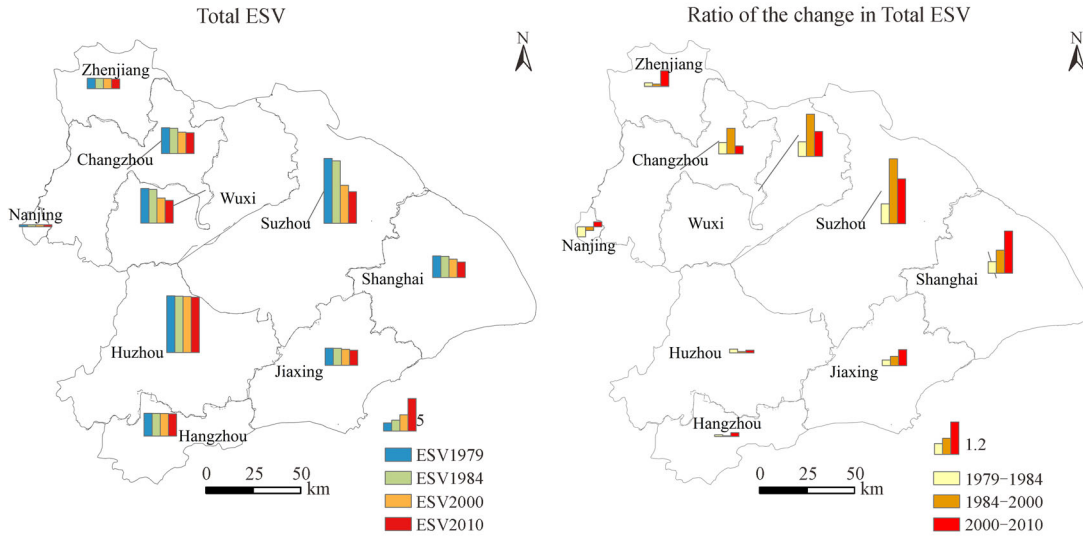 Total ESV
N
Zhenjiang
Changzhou
Wuxi
Suzhou
Nanjing
Shanghai
Huzhou
Jiaxing
Hangzhou
5
ESV1979
ESV1984
ESV2000
ESV2010
0 25 50
km
Ratio of the change in Total ESV
N
Zhenjiang
Changzhou
Wuxi
Suzhou
Nanjing
Shanghai
Huzhou
Jiaxing
Hangzhou
1.2
1979-1984
1984-2000
2000-2010
0 25 50
km